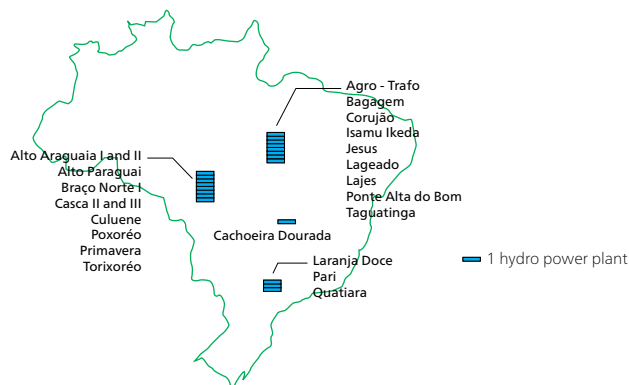 Agro - Trafo
Bagagem
Corujão
Isamu Ikeda
Jesus
Lageado
Lajes
Ponte Alta do Bom
Taguatinga
Alto Araguaia I and II
Alto Paraguai
Braço Norte I
Casca II and III
Culuene
Poxoréo
Primavera
Torixoréo
Cachoeira Dourada
Laranja Doce
Pari
Quatiara
1 hydro power plant